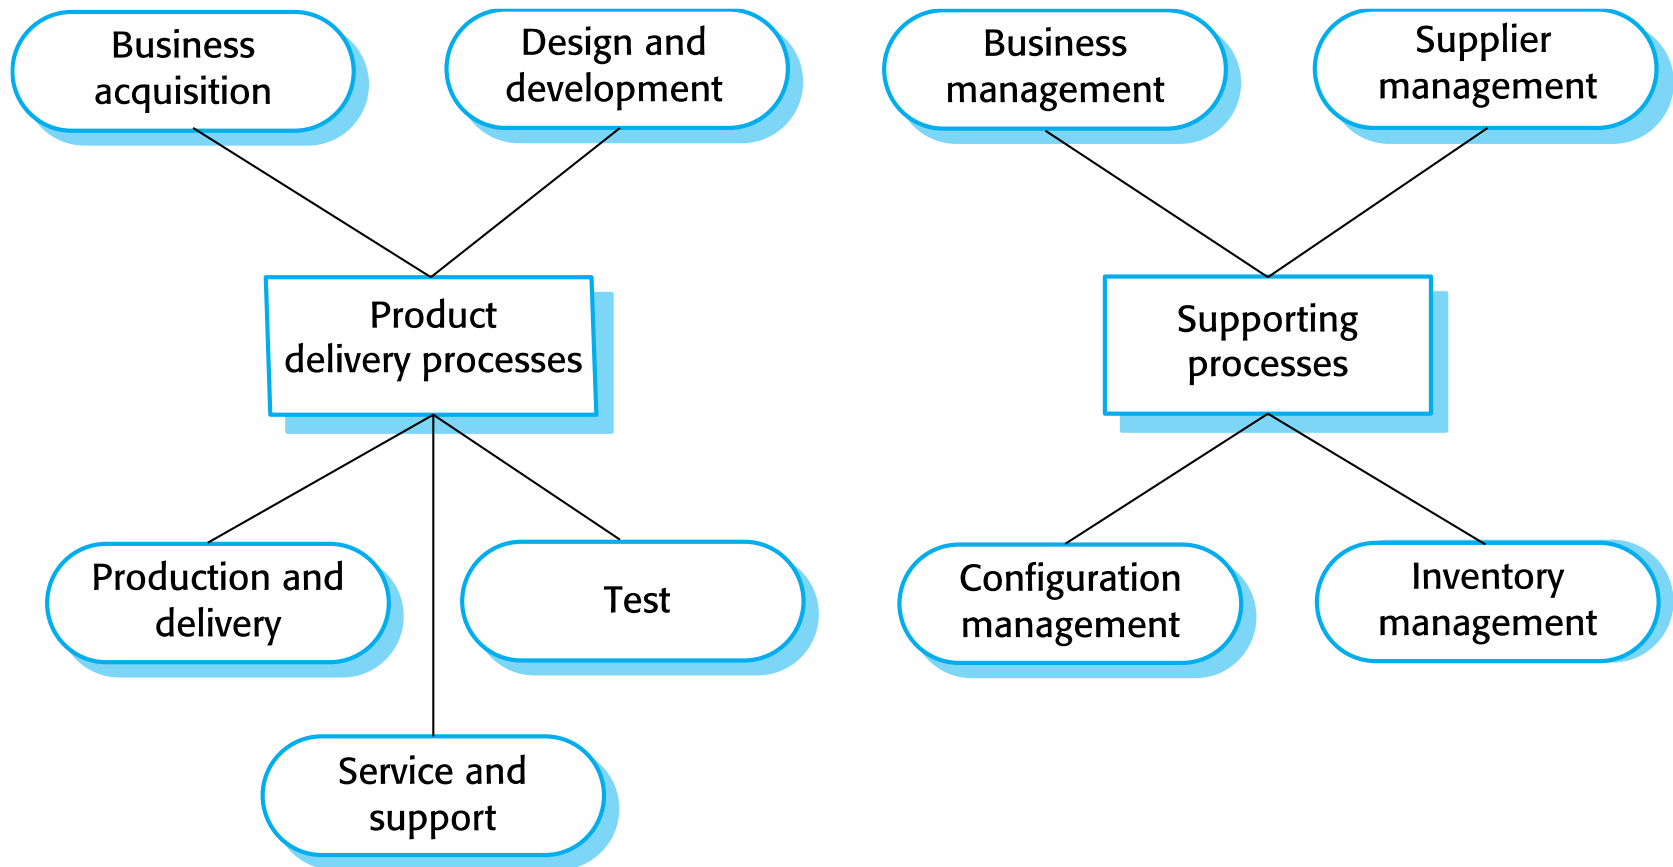 Business
acquisition
Design and
development
Business
management
Supplier
management
Product
delivery processes
Supporting
processes
Production and
delivery
Test
Configuration
management
Inventory
management
Service and
support